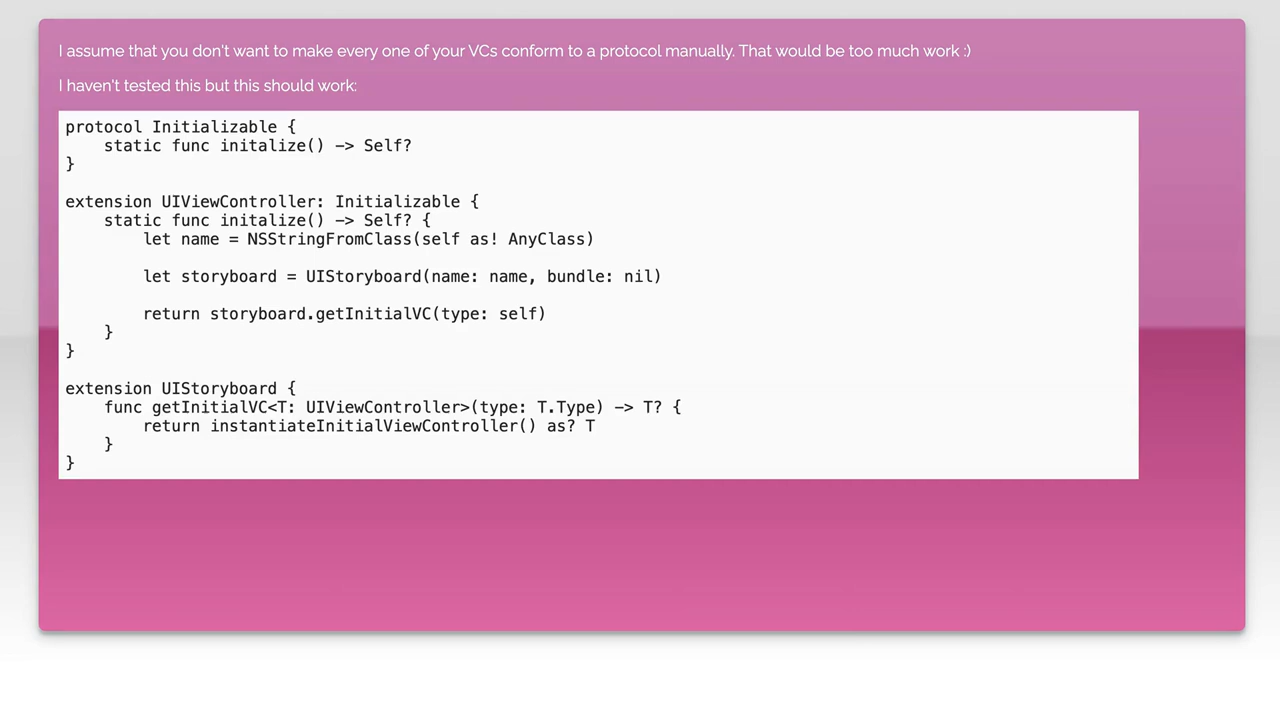 I assume that you don't want to make every one of your VCs conform to a protocol manually. That would be too much work :)
I haven't tested this but this should work:
protocol Initializable {
    static func initalize() -> Self?
}
extension UIViewController: Initializable {
    static func initalize() -> Self? {
        let name = NSStringFromClass(self as! AnyClass)
        let storyboard = UIStoryboard(name: name, bundle: nil)
        return storyboard.getInitialVC(type: self)
    }
}
extension UIStoryboard {
    func getInitialVC<T: UIViewController>(type: T.Type) -> T? {
        return instantiateInitialViewController() as? T
    }
}